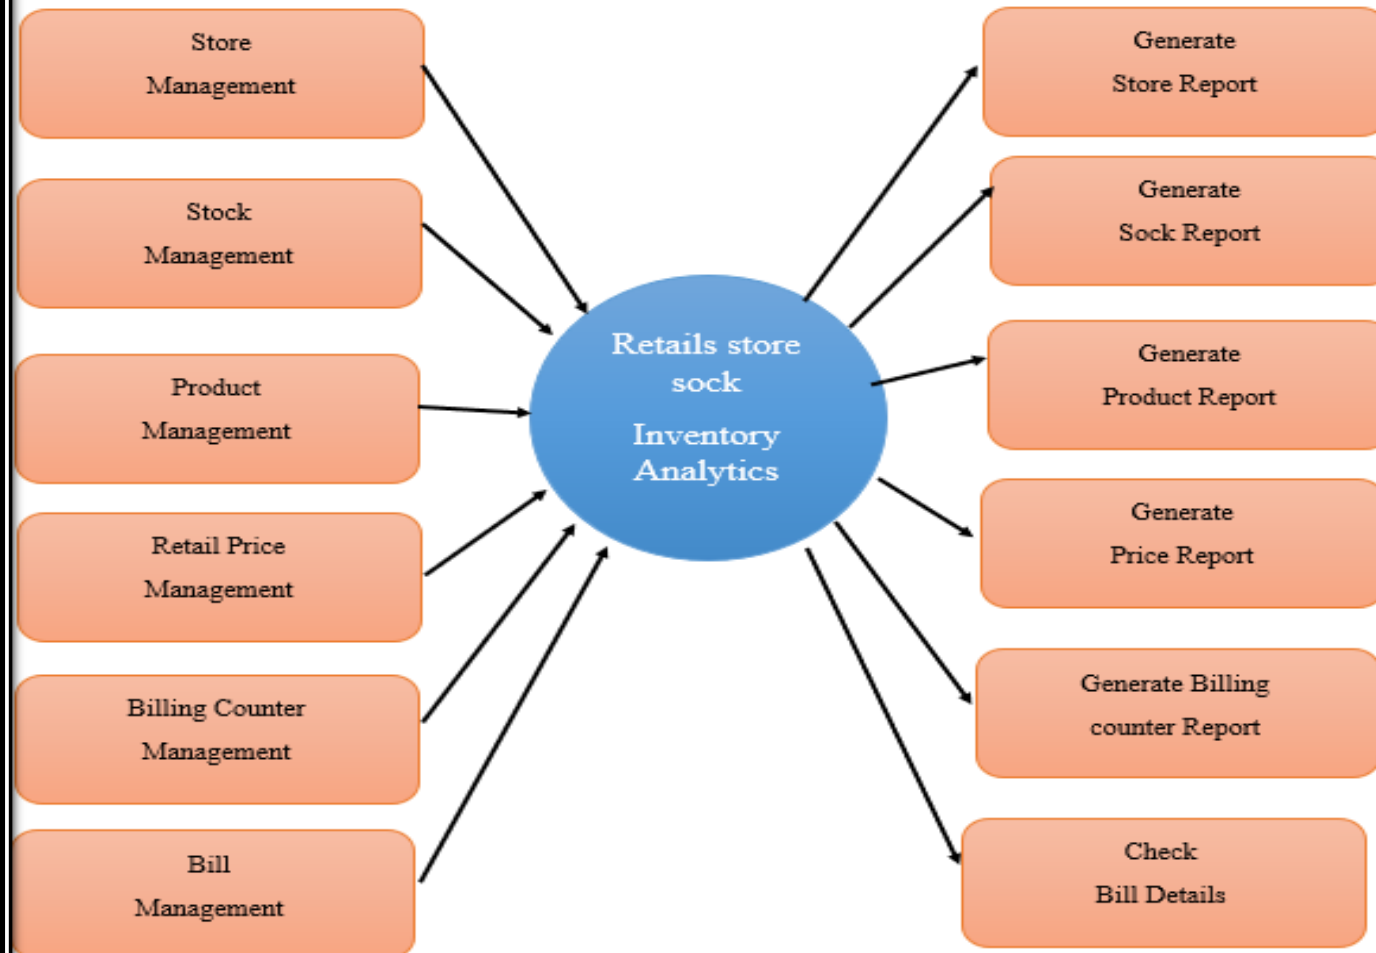 Store
Management
Stock
Management
Product
Management
Retail Price
Management
Billing Counter
Management
Bill
Management
Retails store
sock
Inventory
Analytics
Generate
Store Report
Generate
Sock Report
Generate
Product Report
Generate
Price Report
Generate Billing
counter Report
Check
Bill Details